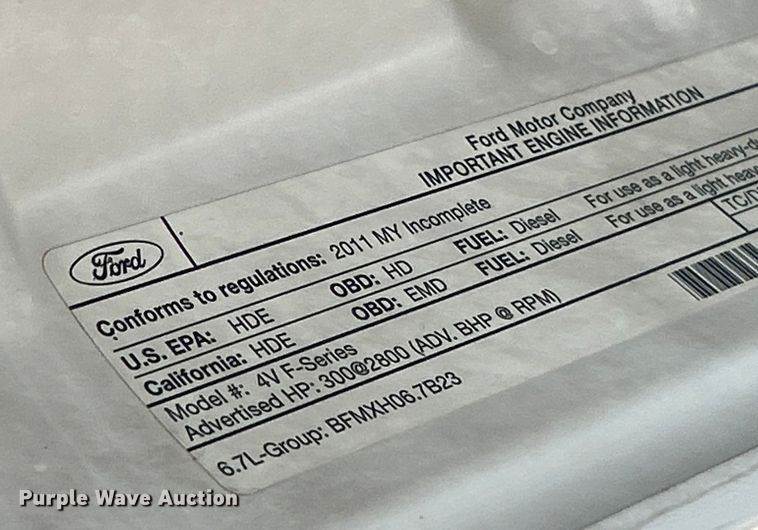 Ford Motor Company
IMPORTANT ENGINE INFORMATION
Ford
Conforms to regulations: 2011 MY Incomplete
U.S. EPA: HDE OBD: HD FUEL: Diesel For use as a light heavy-d
California: HDE OBD: EMD FUEL: Diesel For use as a light hea
Model #: 4V F-Series TC/D
Advertised HP: 300@2800 (ADV. BHP @ RPM)
6.7L-Group: BFMXH06.7B23
Purple Wave Auction